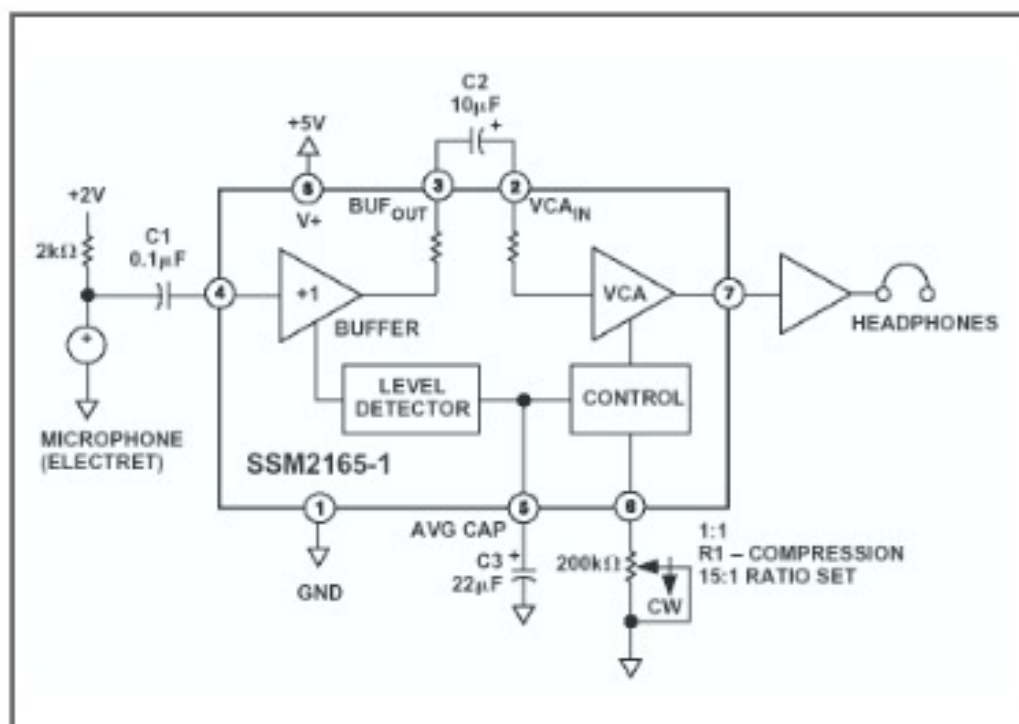 C2
10µF
+
+5V
8
V+
3
BUFOUT
2
VCAIN
+2V
2kΩ
C1
0.1µF
4
+1
BUFFER
VCA
7
HEADPHONES
+
LEVEL
DETECTOR
CONTROL
MICROPHONE
(ELECTRET)
SSM2165-1
1
GND
AVG CAP
5
6
C3
22µF
+
200kΩ
CW
1:1
R1 – COMPRESSION
15:1 RATIO SET